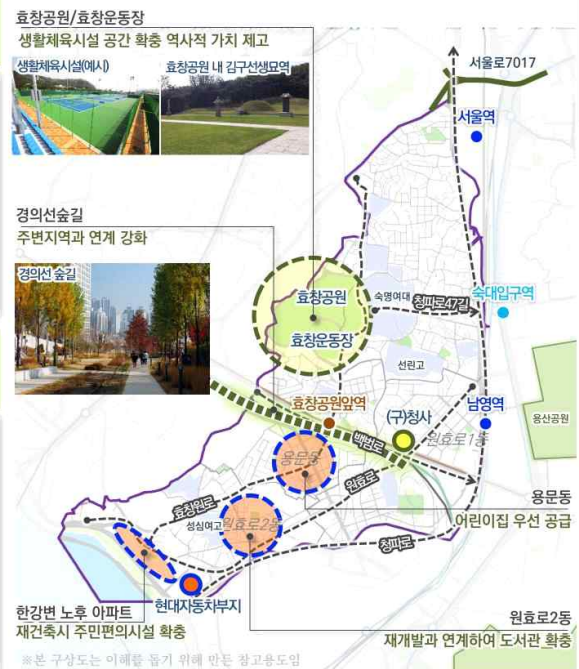 효창공원/효창운동장
생활체육시설 공간 확충 역사적 가치 제고
생활체육시설(예시)
효창공원 내 김구선생묘역
서울로7017
서울역
경의선숲길
주변지역과 연계 강화
경의선 숲길
효창공원
효창운동장
숙명여대
청파로47길
숙대입구역
선린고
효창공원앞역
(구)청사
남영역
원효로1동
용산공원
백범로
용문동
원효로
효창원로
성심여고
원효로2동
청파로
용문동
어린이집 우선 공급
현대자동차부지
한강변 노후 아파트
재건축시 주민편의시설 확충
원효로2동
재개발과 연계하여 도서관 확충
※본 구상도는 이해를 돕기 위해 만든 참고용도임